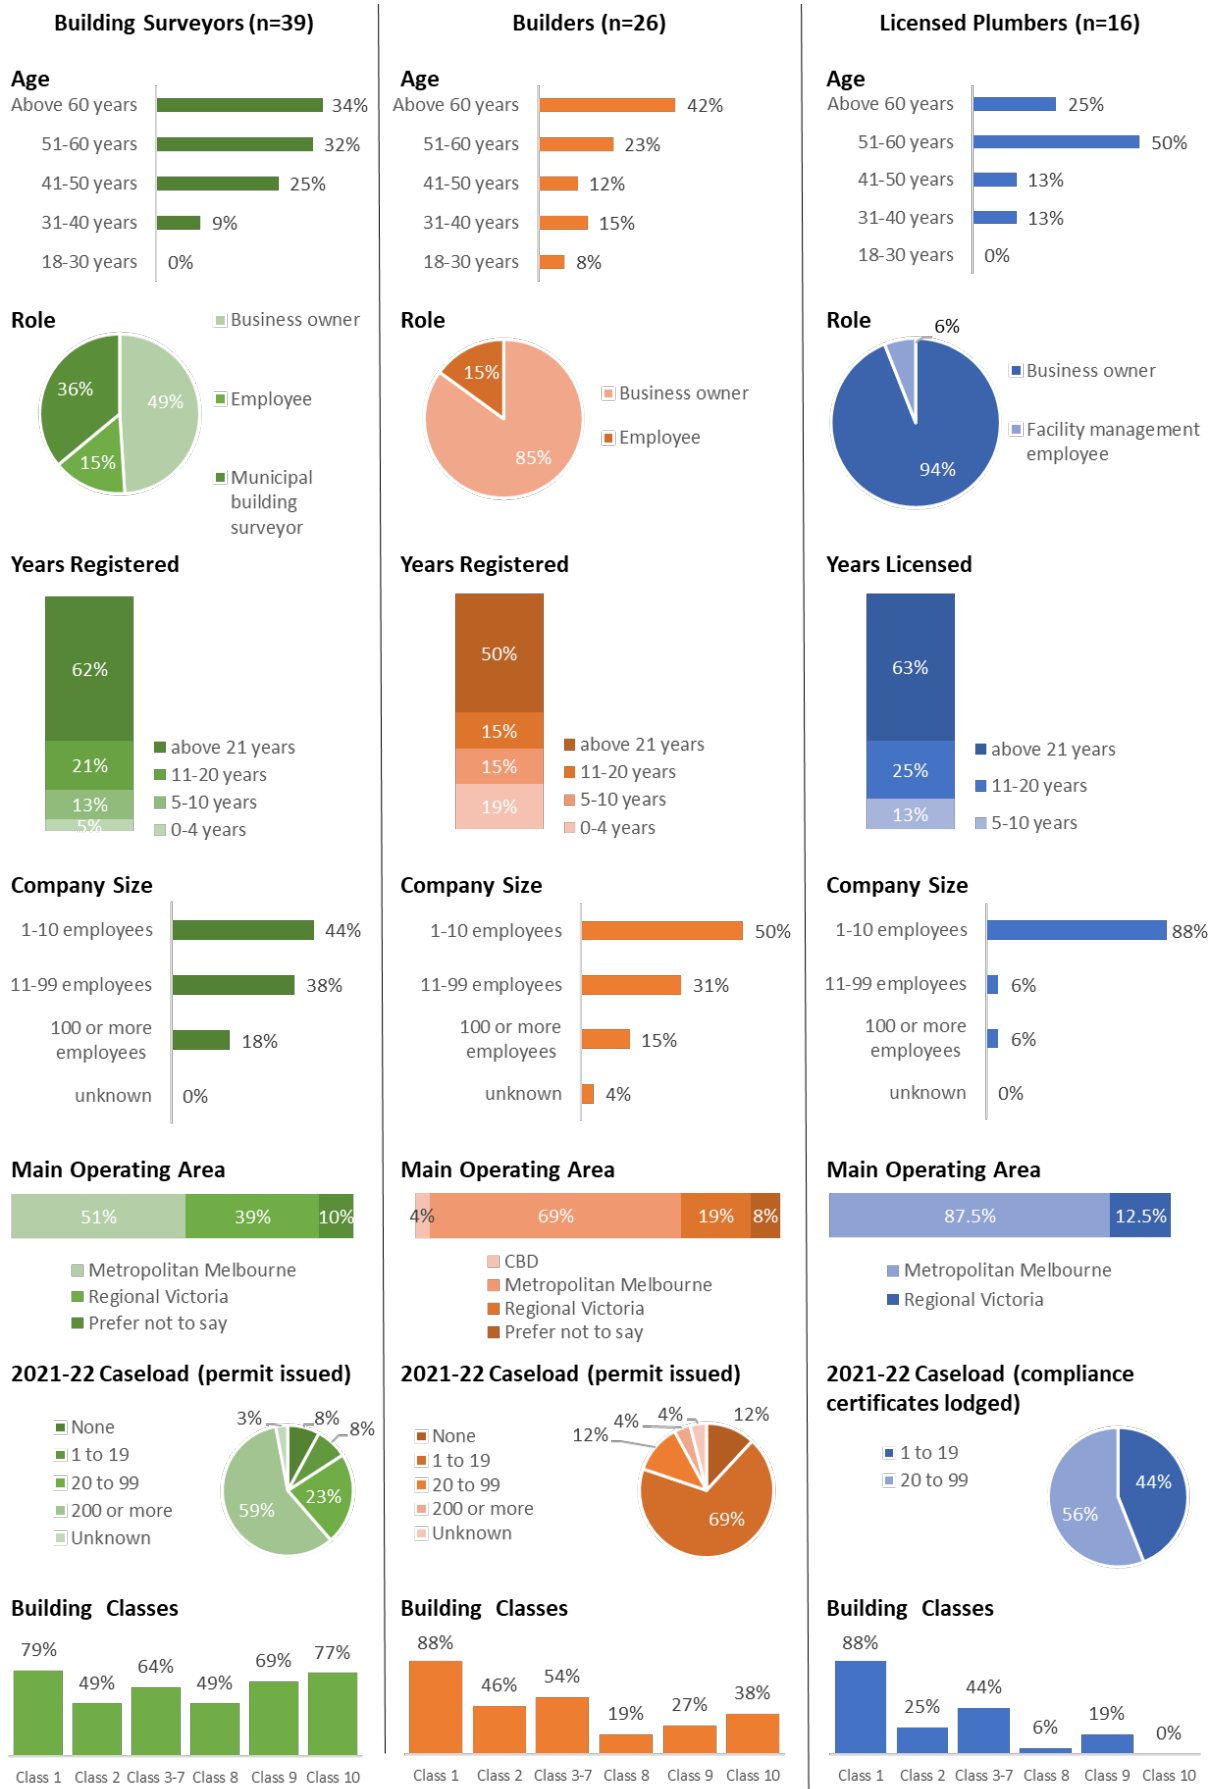 Building Surveyors (n=39)
Age
Above 60 years 34%
51-60 years 32%
41-50 years 25%
31-40 years 9%
18-30 years 0%
Role
Business owner
Employee
Municipal
building
surveyor
36%
49%
15%
Years Registered
62%
21%
13%
5%
above 21 years
11-20 years
5-10 years
0-4 years
Company Size
1-10 employees 44%
11-99 employees 38%
100 or more
employees 18%
unknown 0%
Main Operating Area
51% 39% 10%
Metropolitan Melbourne
Regional Victoria
Prefer not to say
2021-22 Caseload (permit issued)
None
1 to 19
20 to 99
200 or more
Unknown
3% 8% 8%
23%
59%
Building Classes
79% 49% 64% 49% 69% 77%
Class 1 Class 2 Class 3-7 Class 8 Class 9 Class 10
Builders (n=26)
Age
Above 60 years 42%
51-60 years 23%
41-50 years 12%
31-40 years 15%
18-30 years 8%
Role
15%
85%
Business owner
Employee
Years Registered
50%
15%
15%
19%
above 21 years
11-20 years
5-10 years
0-4 years
Company Size
1-10 employees 50%
11-99 employees 31%
100 or more
employees 15%
unknown 4%
Main Operating Area
4% 69% 19% 8%
CBD
Metropolitan Melbourne
Regional Victoria
Prefer not to say
2021-22 Caseload (permit issued)
None
1 to 19
20 to 99
200 or more
Unknown
12% 4% 4% 12%
69%
Building Classes
88% 46% 54% 19% 27% 38%
Class 1 Class 2 Class 3-7 Class 8 Class 9 Class 10
Licensed Plumbers (n=16)
Age
Above 60 years 25%
51-60 years 50%
41-50 years 13%
31-40 years 13%
18-30 years 0%
Role
6%
94%
Business owner
Facility management
employee
Years Licensed
63%
25%
13%
above 21 years
11-20 years
5-10 years
Company Size
1-10 employees 88%
11-99 employees 6%
100 or more
employees 6%
unknown 0%
Main Operating Area
87.5% 12.5%
Metropolitan Melbourne
Regional Victoria
2021-22 Caseload (compliance
certificates lodged)
1 to 19
20 to 99
44%
56%
Building Classes
88% 25% 44% 6% 19% 0%
Class 1 Class 2 Class 3-7 Class 8 Class 9 Class 10